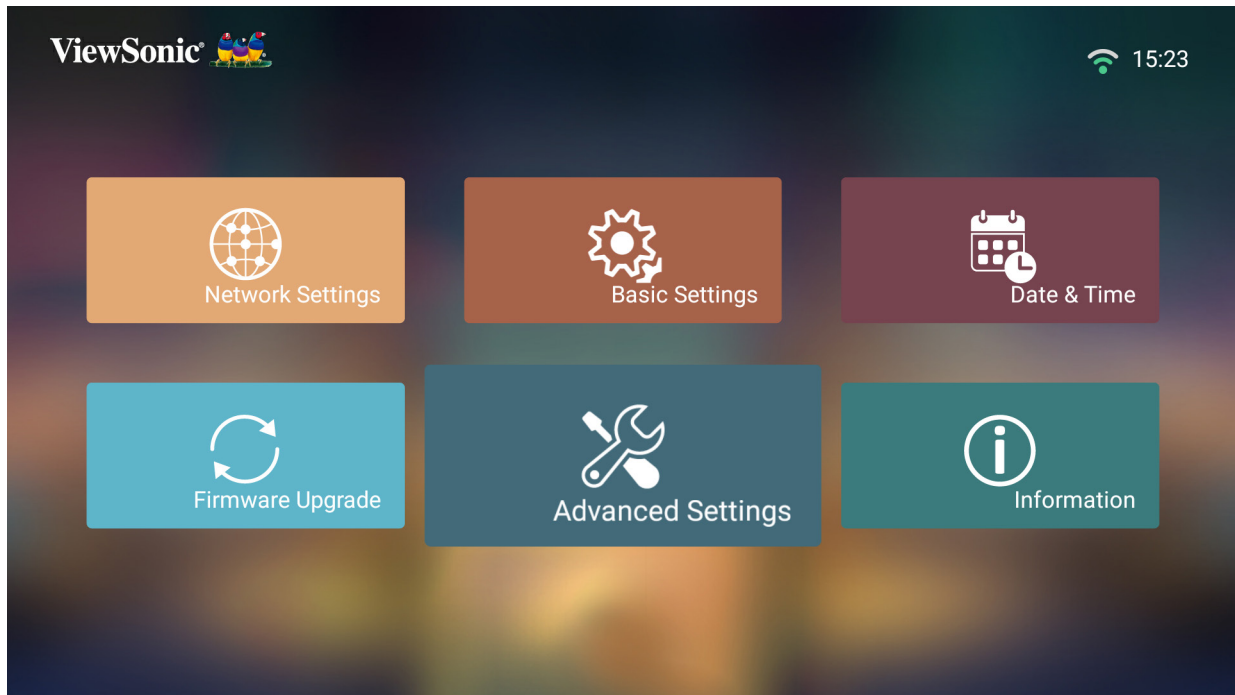 ViewSonic®
15:23
Network Settings
Basic Settings
Date & Time
Firmware Upgrade
Advanced Settings
Information